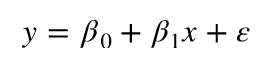 y = β₀ + β₁x + ε